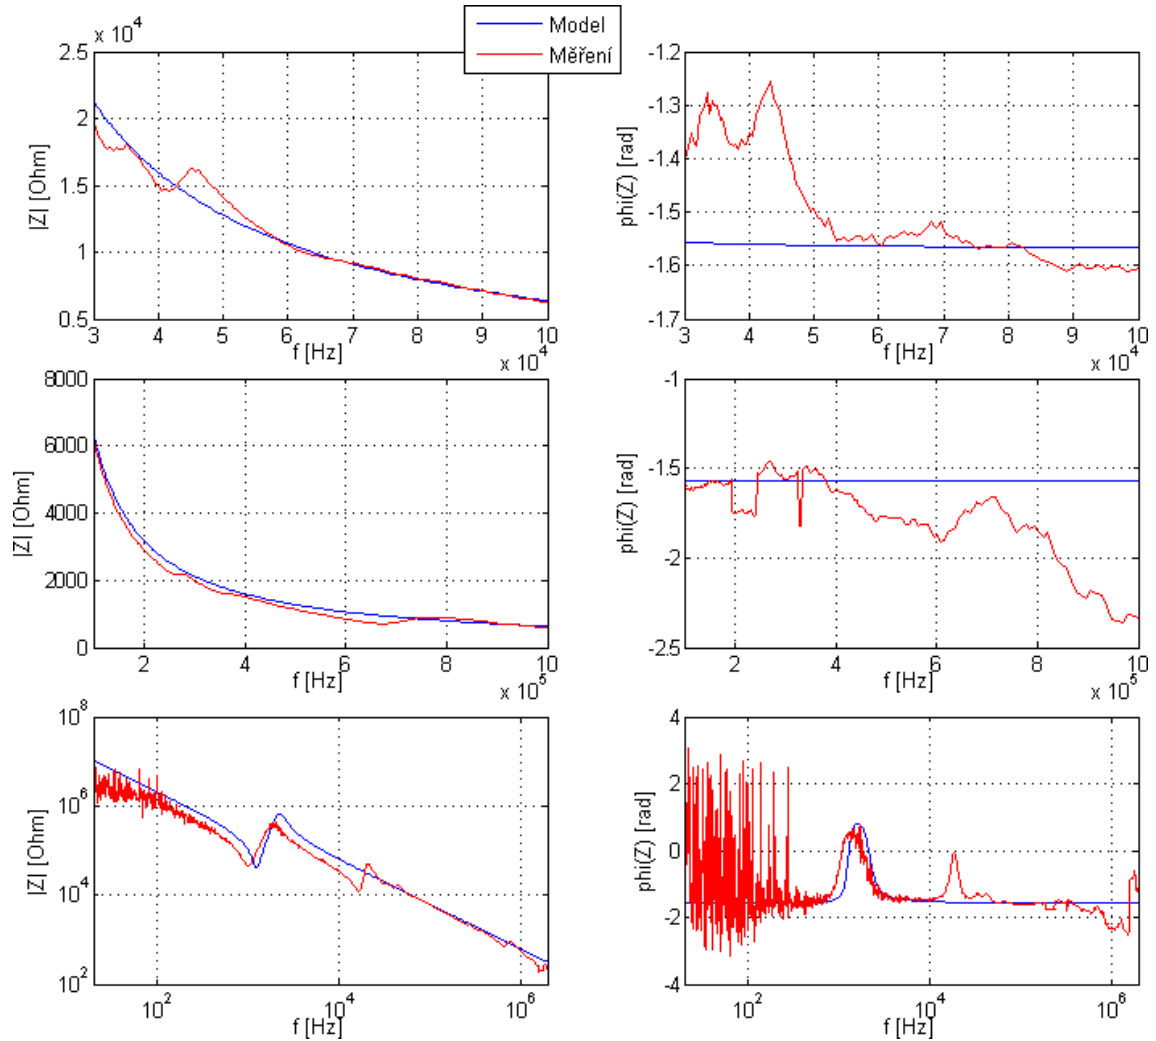 x 10^4
Model
Měření
2.5
2
1.5
1
0.5
|Z| [Ohm]
3 4 5 6 7 8 9 10
f [Hz]
x 10^4
-1.2
-1.3
-1.4
-1.5
-1.6
-1.7
phi(Z) [rad]
3 4 5 6 7 8 9 10
f [Hz]
x 10^4
8000
6000
4000
2000
0
|Z| [Ohm]
2 4 6 8 10
f [Hz]
x 10^5
-1
-1.5
-2
-2.5
phi(Z) [rad]
2 4 6 8 10
f [Hz]
x 10^5
10^8
10^6
10^4
10^2
|Z| [Ohm]
10^2 10^4 10^6
f [Hz]
4
2
0
-2
-4
phi(Z) [rad]
10^2 10^4 10^6
f [Hz]